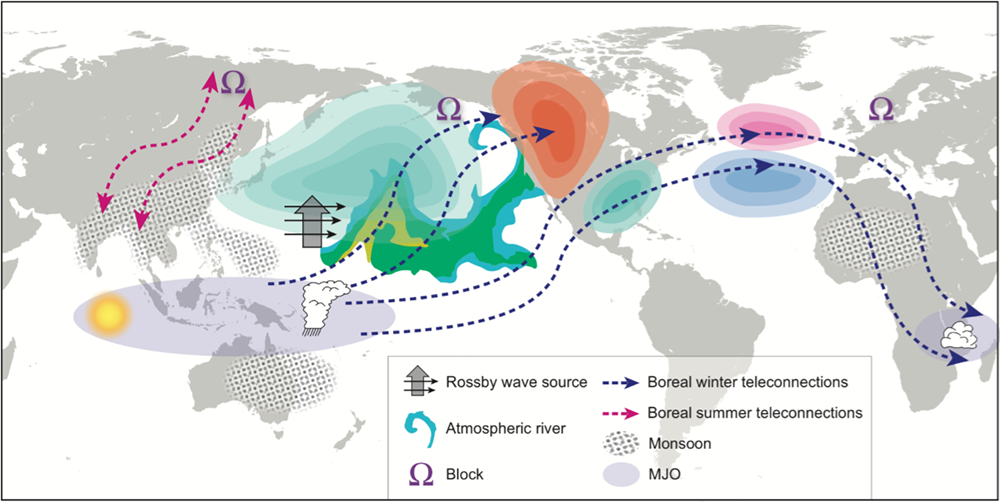 Ω
Ω
Ω
Rossby wave source
Boreal winter teleconnections
Boreal summer teleconnections
Atmospheric river
Monsoon
Ω Block
MJO